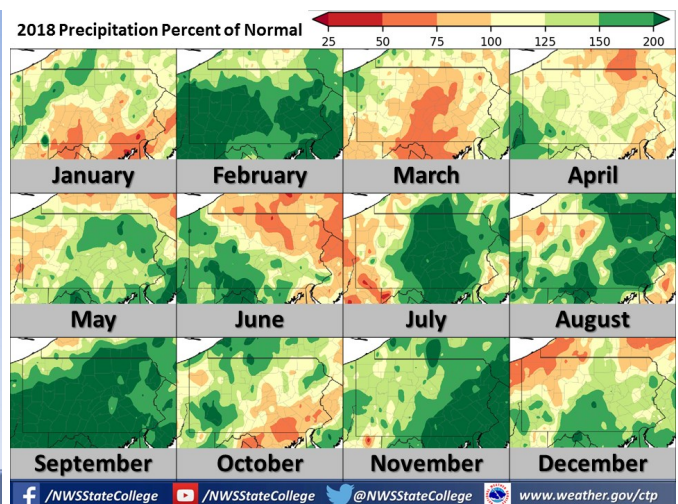 2018 Precipitation Percent of Normal
25 50 75 100 125 150 200
January February March April
May June July August
September October November December
/NWSStateCollege /NWSStateCollege @NWSStateCollege www.weather.gov/ctp